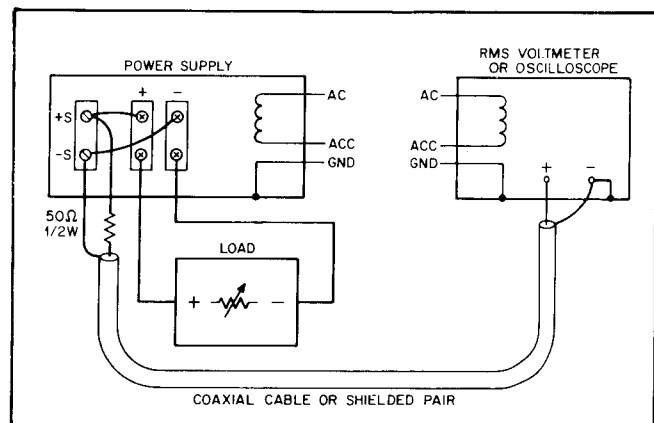 POWER SUPPLY
+ -
+S
-S
AC
ACC
GND
50Ω
1/2W
LOAD
+ -
RMS VOLTMETER
OR OSCILLOSCOPE
AC
ACC
GND
+ -
COAXIAL CABLE OR SHIELDED PAIR